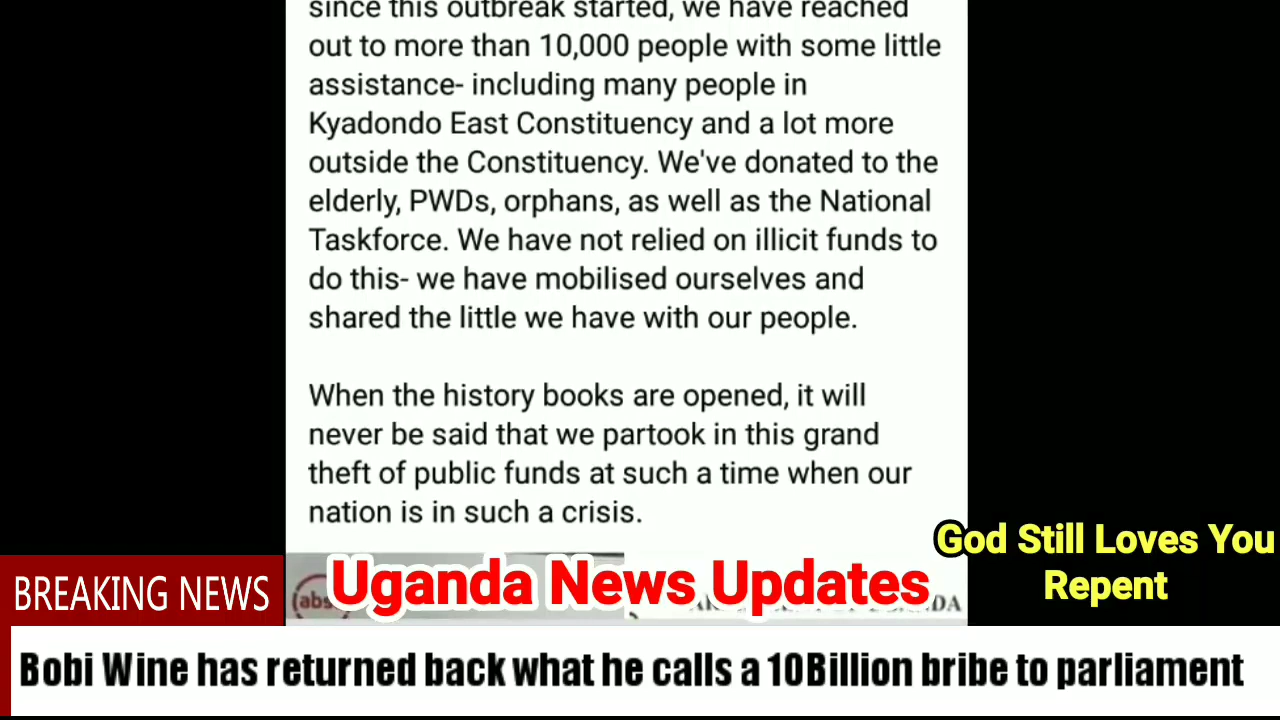 since this outbreak started, we have reached
out to more than 10,000 people with some little
assistance- including many people in
Kyadondo East Constituency and a lot more
outside the Constituency. We've donated to the
elderly, PWDs, orphans, as well as the National
Taskforce. We have not relied on illicit funds to
do this- we have mobilised ourselves and
shared the little we have with our people.
When the history books are opened, it will
never be said that we partook in this grand
theft of public funds at such a time when our
nation is in such a crisis.
God Still Loves You
Repent
BREAKING NEWS
(abs
Uganda News Updates
Bobi Wine has returned back what he calls a 10Billion bribe to parliament